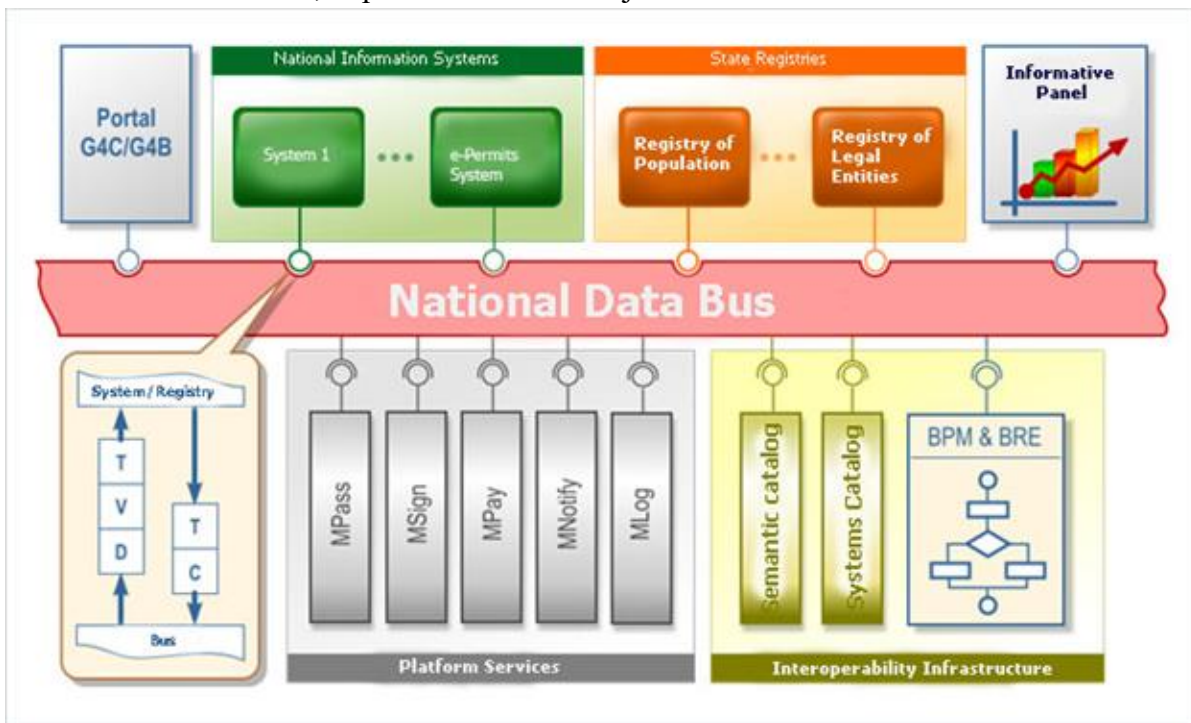 Portal
G4C/G4B
National Information Systems
System 1
e-Permits
System
State Registries
Registry of
Population
Registry of
Legal
Entities
Informative
Panel
National Data Bus
System/Registry
T
V
D
T
C
Bus
MPass
MSign
MPay
MNotify
MLog
Platform Services
Semantic catalog
Systems Catalog
BPM & BRE
Interoperability Infrastructure